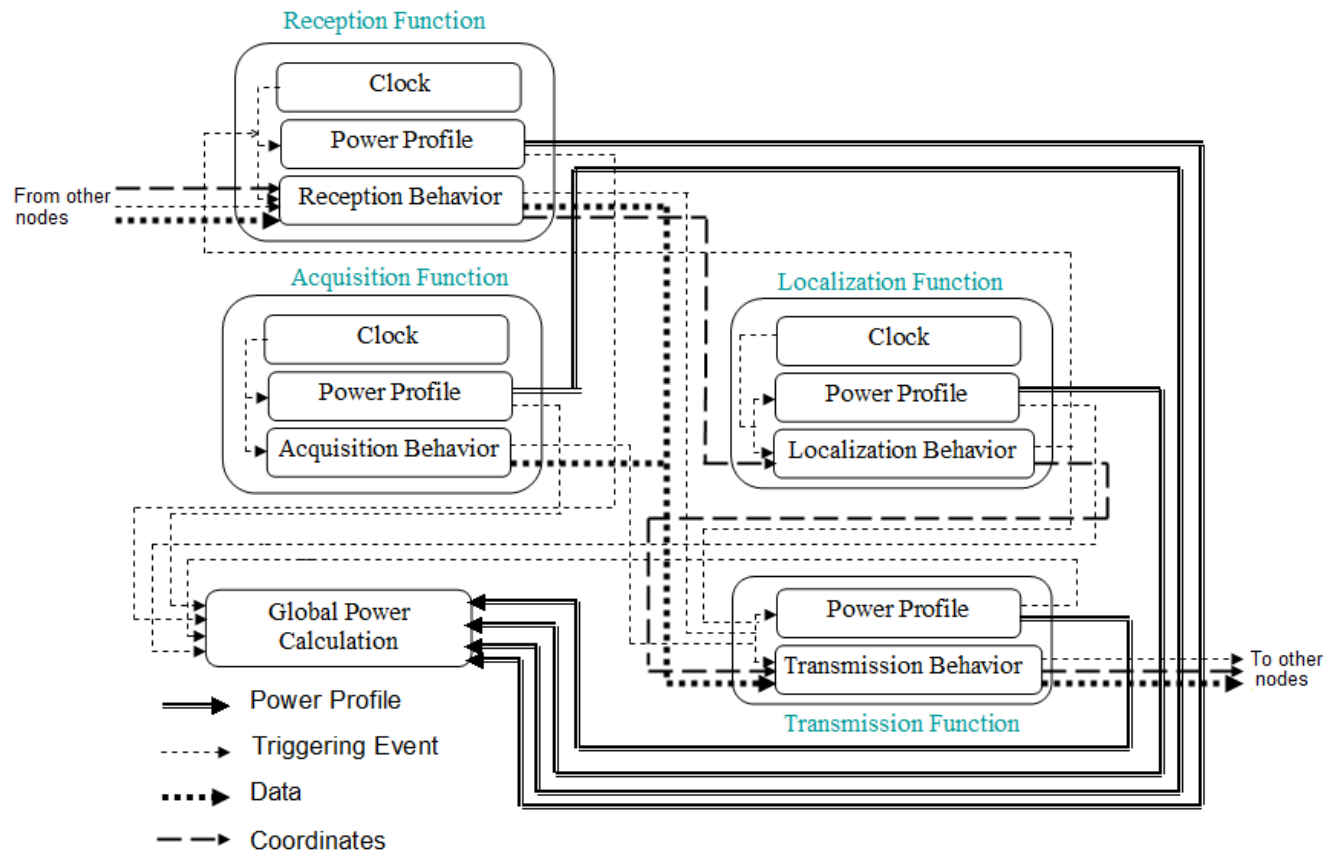 Reception Function
Clock
Power Profile
Reception Behavior
From other
nodes
Acquisition Function
Clock
Power Profile
Acquisition Behavior
Localization Function
Clock
Power Profile
Localization Behavior
Global Power
Calculation
Power Profile
Transmission Behavior
Transmission Function
To other
nodes
Power Profile
Triggering Event
Data
Coordinates